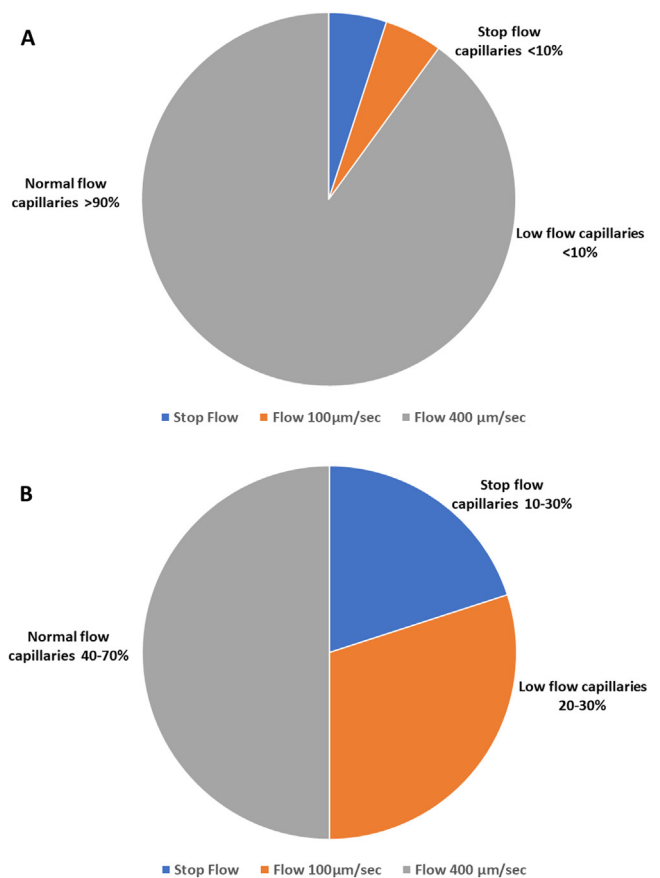 A
Stop flow
capillaries <10%
Normal flow
capillaries >90%
Low flow capillaries
<10%
Stop Flow Flow 100µm/sec Flow 400 µm/sec
B
Stop flow
capillaries 10-30%
Normal flow
capillaries 40-70%
Low flow capillaries
20-30%
Stop Flow Flow 100µm/sec Flow 400 µm/sec